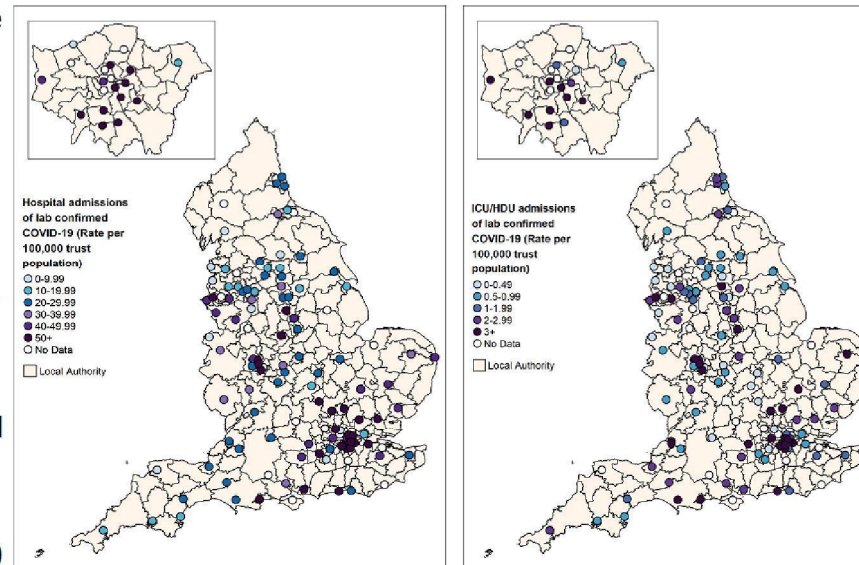 Hospital admissions
of lab confirmed
COVID-19 (Rate per
100,000 trust
population)
0-9.99
10-19.99
20-29.99
30-39.99
40-49.99
50+
No Data
Local Authority
ICU/HDU admissions
of lab confirmed
COVID-19 (Rate per
100,000 trust
population)
0-0.49
0.5-0.99
1-1.99
2-2.99
3+
No Data
Local Authority